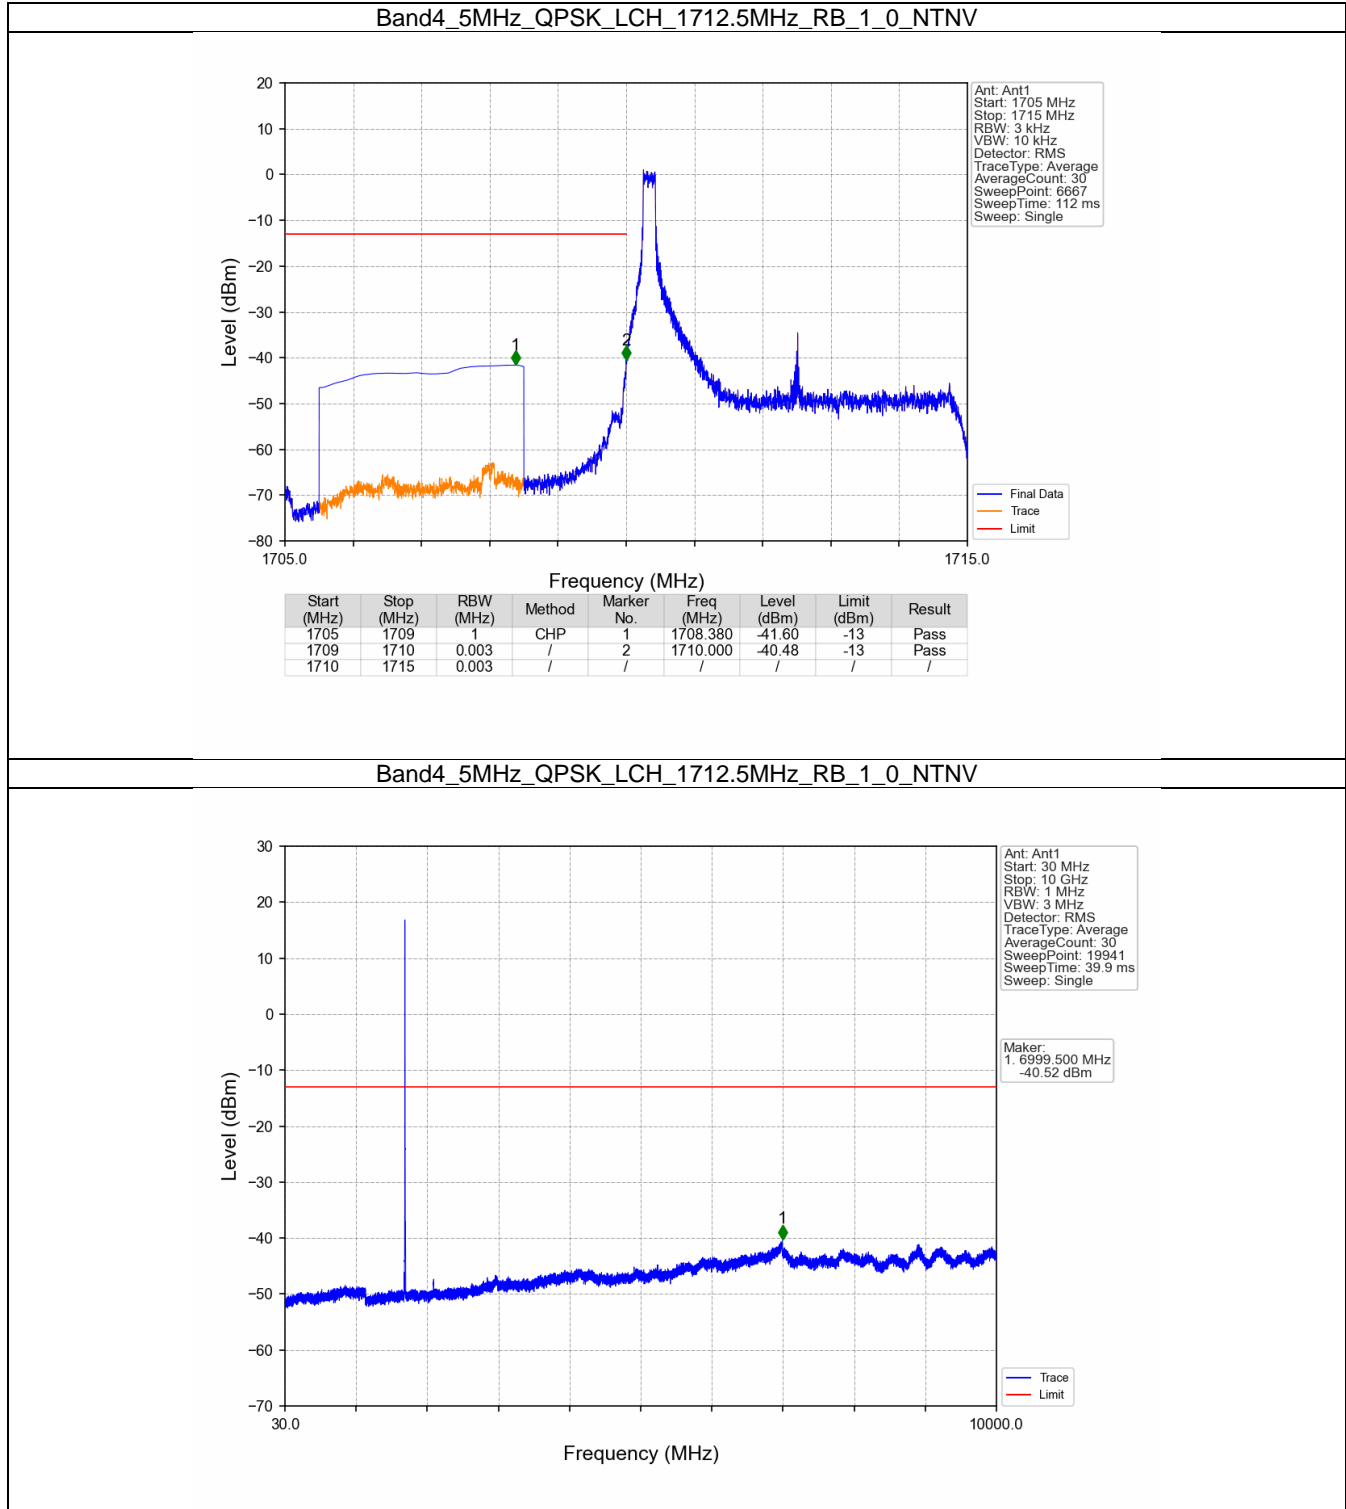 Band4_5MHz_QPSK_LCH_1712.5MHz_RB_1_0_NTNV
20
10
0
−10
−20
−30
−40
−50
−60
−70
−80
Level (dBm)
1
2
1705.0
1715.0
Frequency (MHz)
Ant: Ant1
Start: 1705 MHz
Stop: 1715 MHz
RBW: 3 kHz
VBW: 10 kHz
Detector: RMS
TraceType: Average
AverageCount: 30
SweepPoint: 6667
SweepTime: 112 ms
Sweep: Single
Final Data
Trace
Limit
Start (MHz) Stop (MHz) RBW (MHz) Method Marker No. Freq (MHz) Level (dBm) Limit (dBm) Result
1705 1709 1 CHP 1 1708.380 -41.60 -13 Pass
1709 1710 0.003 / 2 1710.000 -40.48 -13 Pass
1710 1715 0.003 / / / / / /
Band4_5MHz_QPSK_LCH_1712.5MHz_RB_1_0_NTNV
30
20
10
0
−10
−20
−30
−40
−50
−60
−70
Level (dBm)
1
30.0
10000.0
Frequency (MHz)
Ant: Ant1
Start: 30 MHz
Stop: 10 GHz
RBW: 1 MHz
VBW: 3 MHz
Detector: RMS
TraceType: Average
AverageCount: 30
SweepPoint: 19941
SweepTime: 39.9 ms
Sweep: Single
Maker:
1. 6999.500 MHz
-40.52 dBm
Trace
Limit